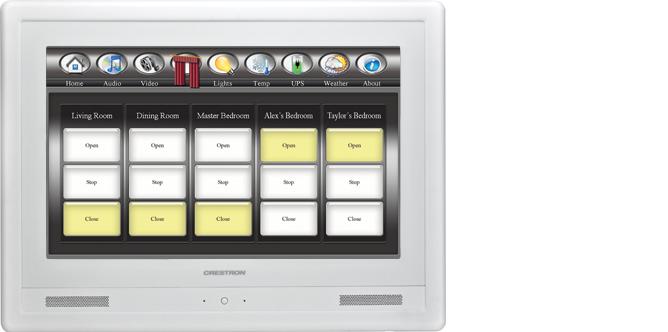 Home Audio Video Lights Temp UPS Weather About
Living Room Dining Room Master Bedroom Alex's Bedroom Taylor's Bedroom
Open Open Open Open Open
Stop Stop Stop Stop Stop
Close Close Close Close Close
CRESTRON